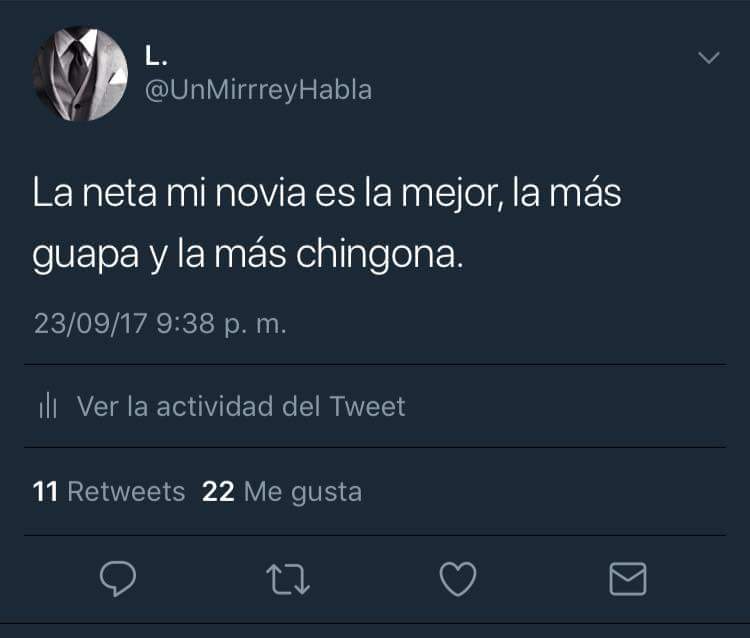 L.
@UnMirrreyHabla
La neta mi novia es la mejor, la más
guapa y la más chingona.
23/09/17 9:38 p. m.
Ver la actividad del Tweet
11 Retweets 22 Me gusta